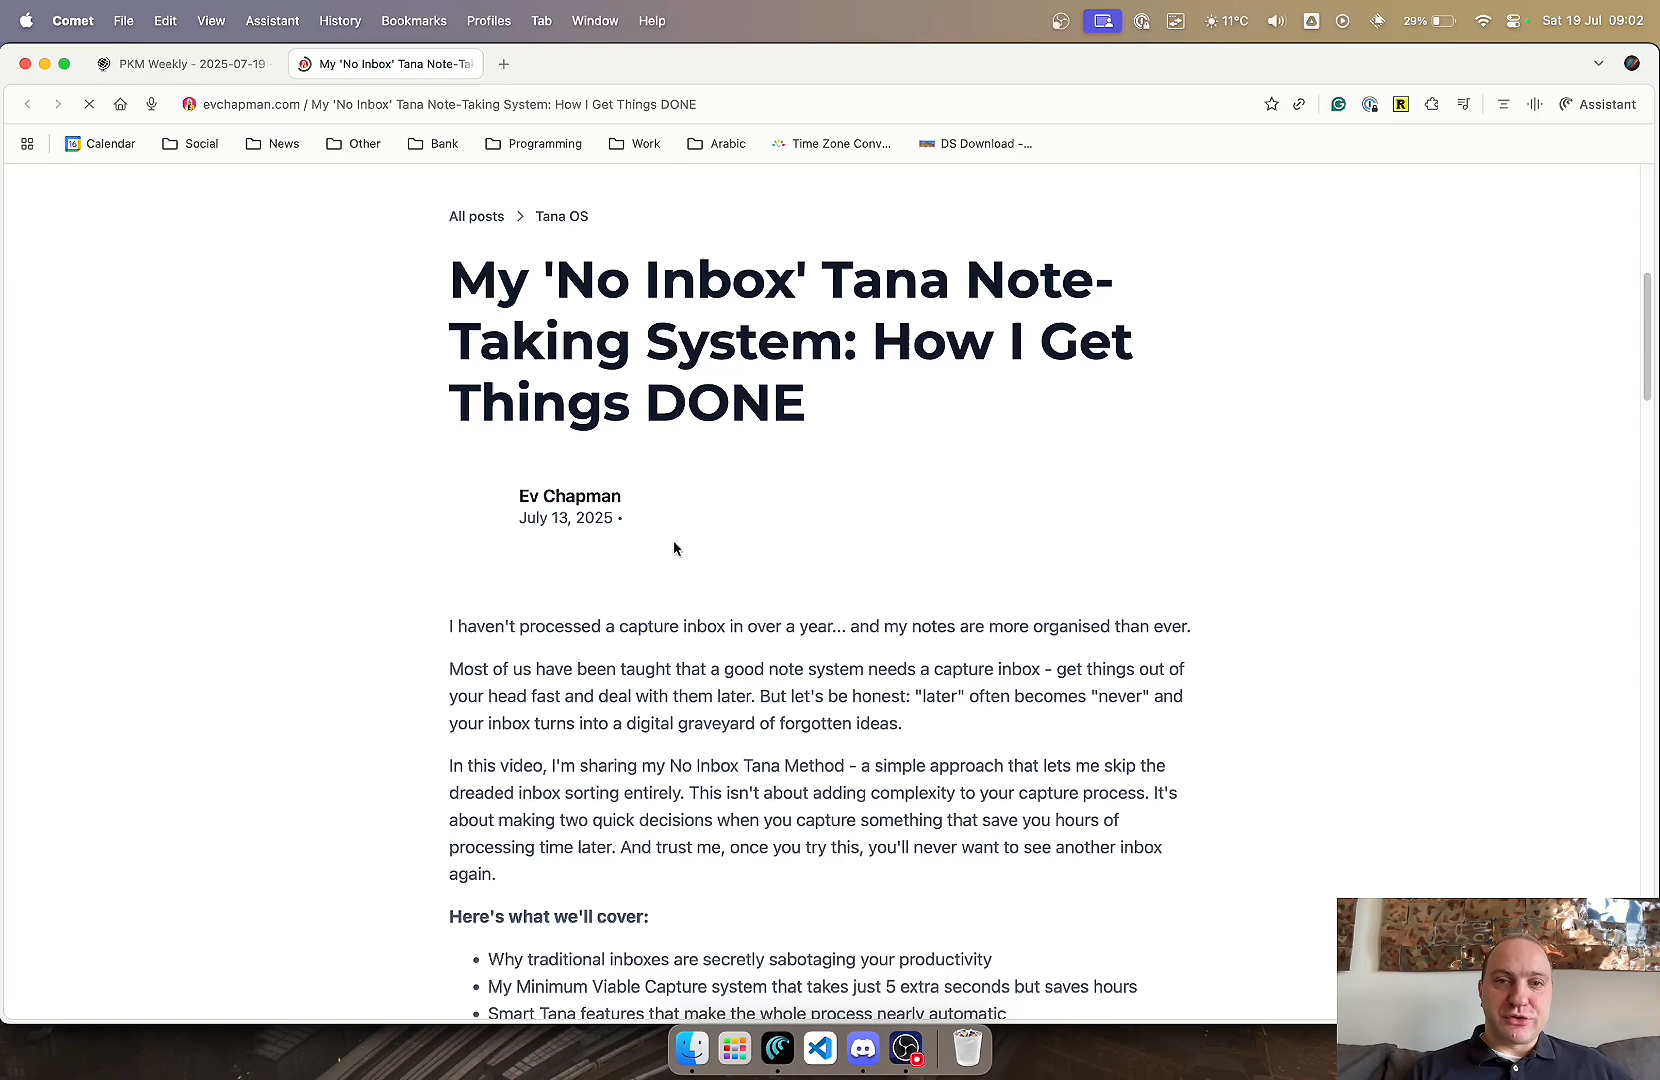 Comet File Edit View Assistant History Bookmarks Profiles Tab Window Help 11°C 29% Sat 19 Jul 09:02
PKM Weekly - 2025-07-19 - My 'No Inbox' Tana Note-Ta
evchapman.com / My 'No Inbox' Tana Note-Taking System: How I Get Things DONE Assistant
Calendar Social News Other Bank Programming Work Arabic Time Zone Conv... DS Download -...
All posts > Tana OS
My 'No Inbox' Tana Note-
Taking System: How I Get
Things DONE
Ev Chapman
July 13, 2025 •
I haven't processed a capture inbox in over a year... and my notes are more organised than ever.
Most of us have been taught that a good note system needs a capture inbox - get things out of
your head fast and deal with them later. But let's be honest: "later" often becomes "never" and
your inbox turns into a digital graveyard of forgotten ideas.
In this video, I'm sharing my No Inbox Tana Method - a simple approach that lets me skip the
dreaded inbox sorting entirely. This isn't about adding complexity to your capture process. It's
about making two quick decisions when you capture something that save you hours of
processing time later. And trust me, once you try this, you'll never want to see another inbox
again.
Here's what we'll cover:
• Why traditional inboxes are secretly sabotaging your productivity
• My Minimum Viable Capture system that takes just 5 extra seconds but saves hours
• Smart Tana features that make the whole process nearly automatic